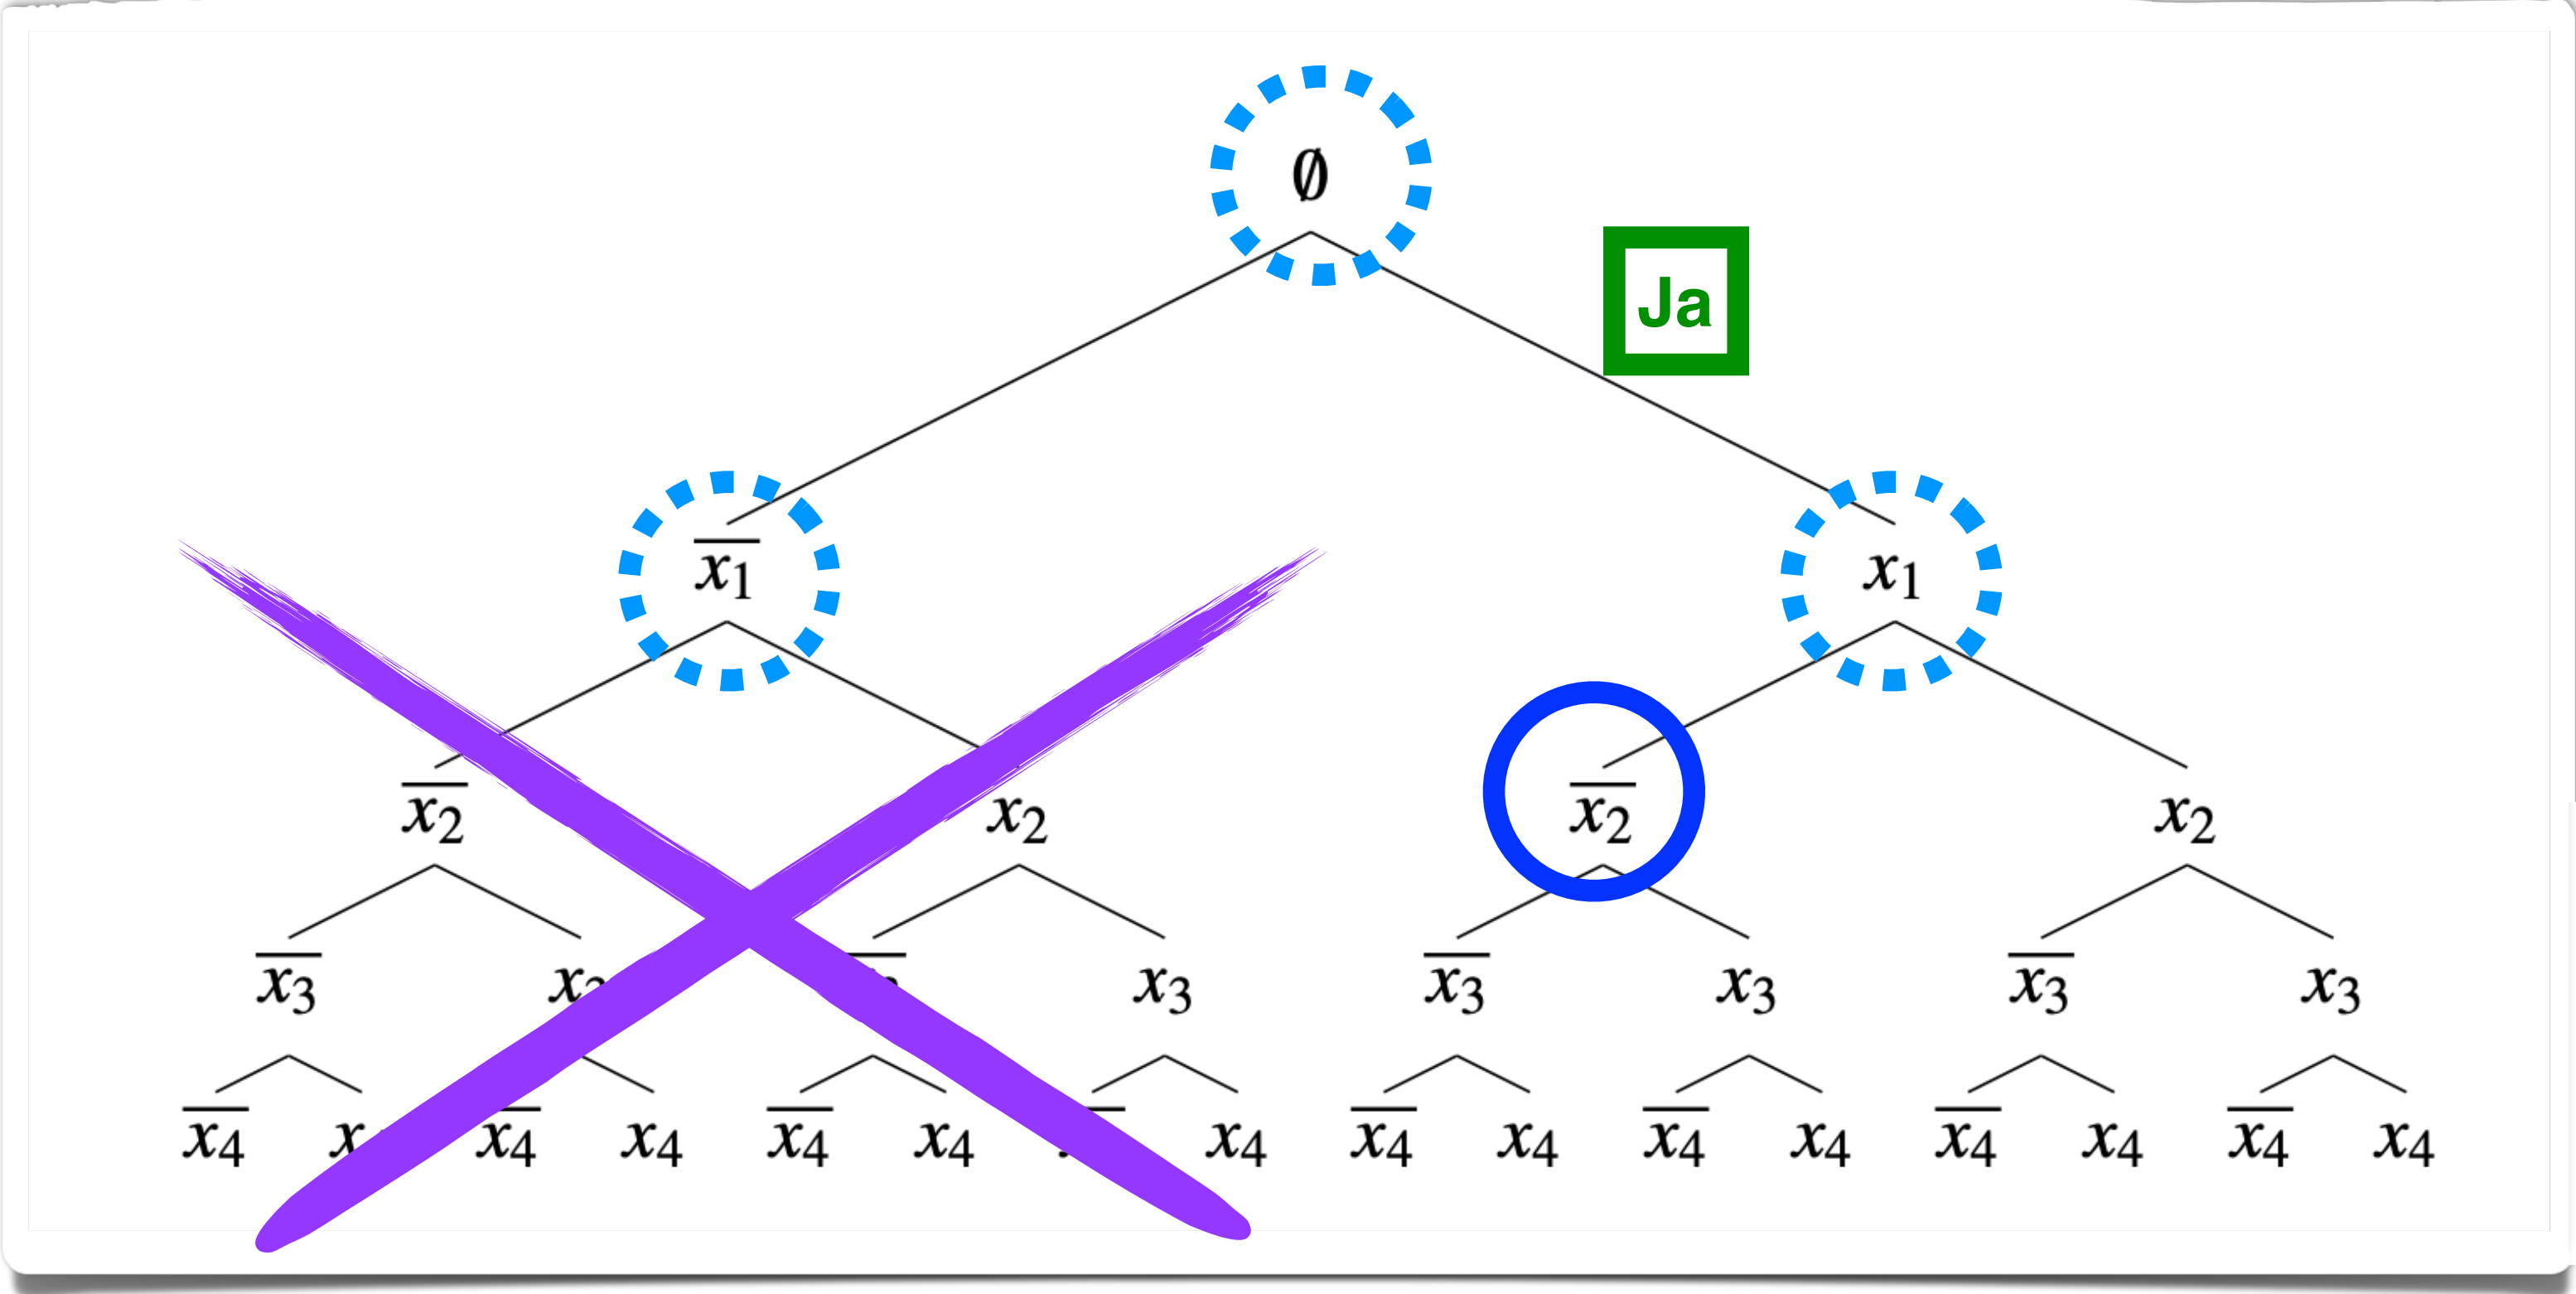 ∅
Ja
x̅₁ x₁
x̅₂ x₂ x̅₂ x₂
x̅₃ x₃ x̅₃ x₃ x̅₃ x₃
x̅₄ x̅₄ x₄ x̅₄ x₄ x₄ x̅₄ x₄ x̅₄ x₄ x̅₄ x₄ x̅₄ x₄